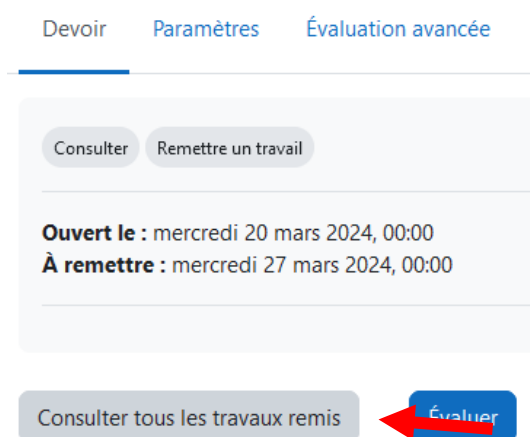 Devoir Paramètres Évaluation avancée
Consulter Remettre un travail
Ouvert le : mercredi 20 mars 2024, 00:00
À remettre : mercredi 27 mars 2024, 00:00
Consulter tous les travaux remis Évaluer